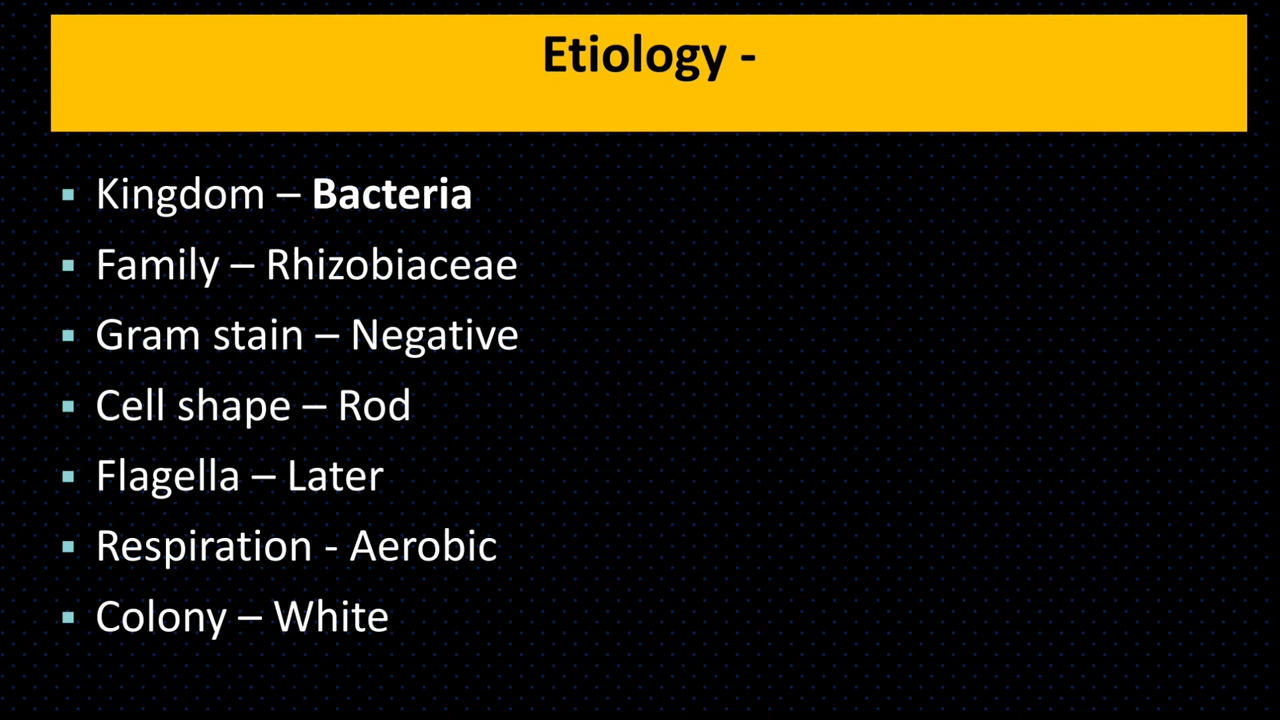 Etiology -
Kingdom – Bacteria
Family – Rhizobiaceae
Gram stain – Negative
Cell shape – Rod
Flagella – Later
Respiration - Aerobic
Colony – White